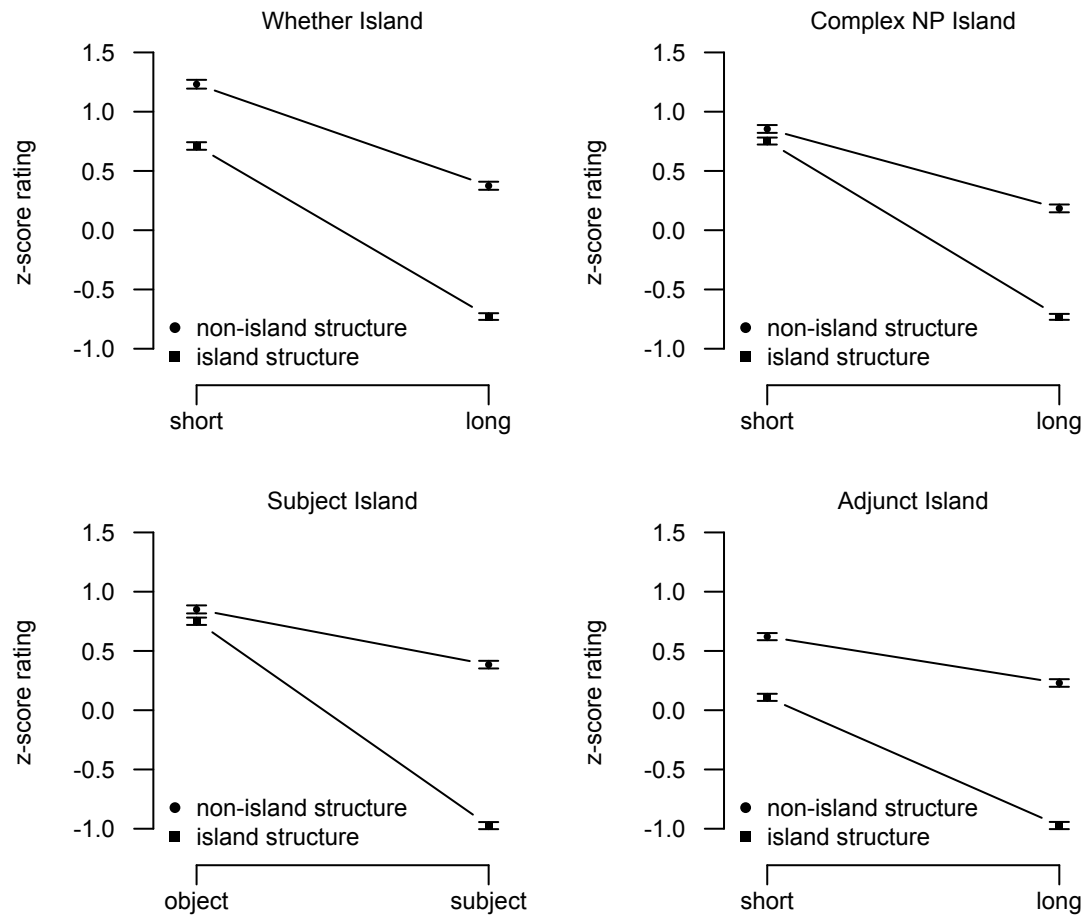 Whether Island
z-score rating
1.5
1.0
0.5
0.0
-0.5
-1.0
non-island structure
island structure
short long
Complex NP Island
z-score rating
1.5
1.0
0.5
0.0
-0.5
-1.0
non-island structure
island structure
short long
Subject Island
z-score rating
1.5
1.0
0.5
0.0
-0.5
-1.0
non-island structure
island structure
object subject
Adjunct Island
z-score rating
1.5
1.0
0.5
0.0
-0.5
-1.0
non-island structure
island structure
short long